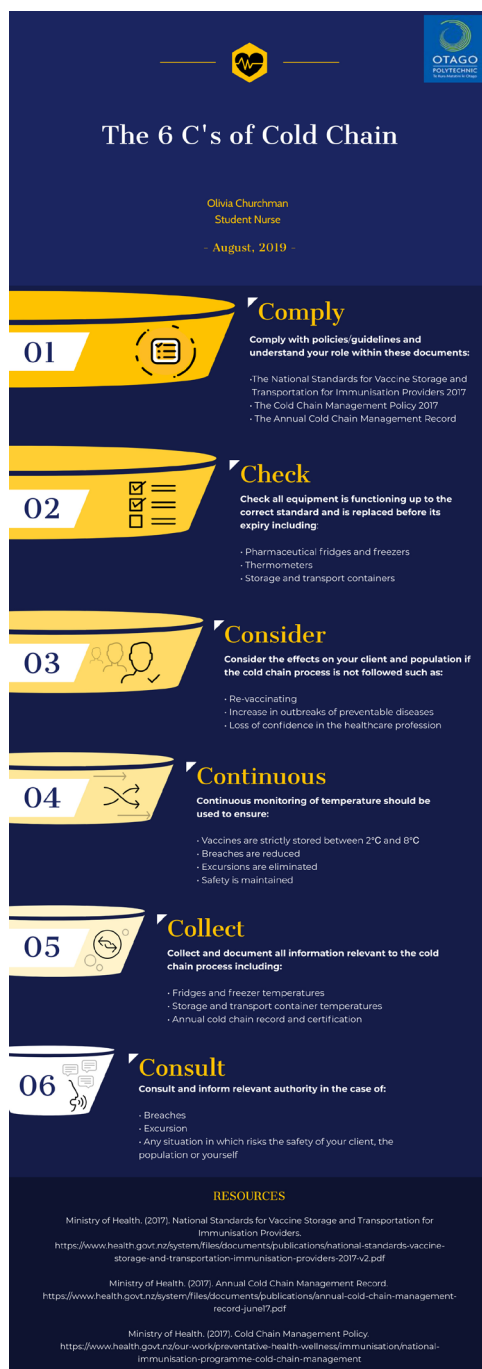 OTAGO
POLYTECHNIC
The 6 C's of Cold Chain
Olivia Churchman
Student Nurse
- August, 2019 -
01
Comply
Comply with policies/guidelines and
understand your role within these documents:
•The National Standards for Vaccine Storage and
Transportation for Immunisation Providers 2017
• The Cold Chain Management Policy 2017
• The Annual Cold Chain Management Record
02
Check
Check all equipment is functioning up to the
correct standard and is replaced before its
expiry including:
• Pharmaceutical fridges and freezers
• Thermometers
• Storage and transport containers
03
Consider
Consider the effects on your client and population if
the cold chain process is not followed such as:
• Re-vaccinating
• Increase in outbreaks of preventable diseases
• Loss of confidence in the healthcare profession
04
Continuous
Continuous monitoring of temperature should be
used to ensure:
• Vaccines are strictly stored between 2°C and 8°C
• Breaches are reduced
• Excursions are eliminated
• Safety is maintained
05
Collect
Collect and document all information relevant to the cold
chain process including:
• Fridges and freezer temperatures
• Storage and transport container temperatures
• Annual cold chain record and certification
06
Consult
Consult and inform relevant authority in the case of:
• Breaches
• Excursion
• Any situation in which risks the safety of your client, the
population or yourself
RESOURCES
Ministry of Health. (2017). National Standards for Vaccine Storage and Transportation for
Immunisation Providers.
https://www.health.govt.nz/system/files/documents/publications/national-standards-vaccine-
storage-and-transportation-immunisation-providers-2017-v2.pdf
Ministry of Health. (2017). Annual Cold Chain Management Record.
https://www.health.govt.nz/system/files/documents/publications/annual-cold-chain-management-
record-june17.pdf
Ministry of Health. (2017). Cold Chain Management Policy.
https://www.health.govt.nz/our-work/preventative-health-wellness/immunisation/national-
immunisation-programme-cold-chain-management